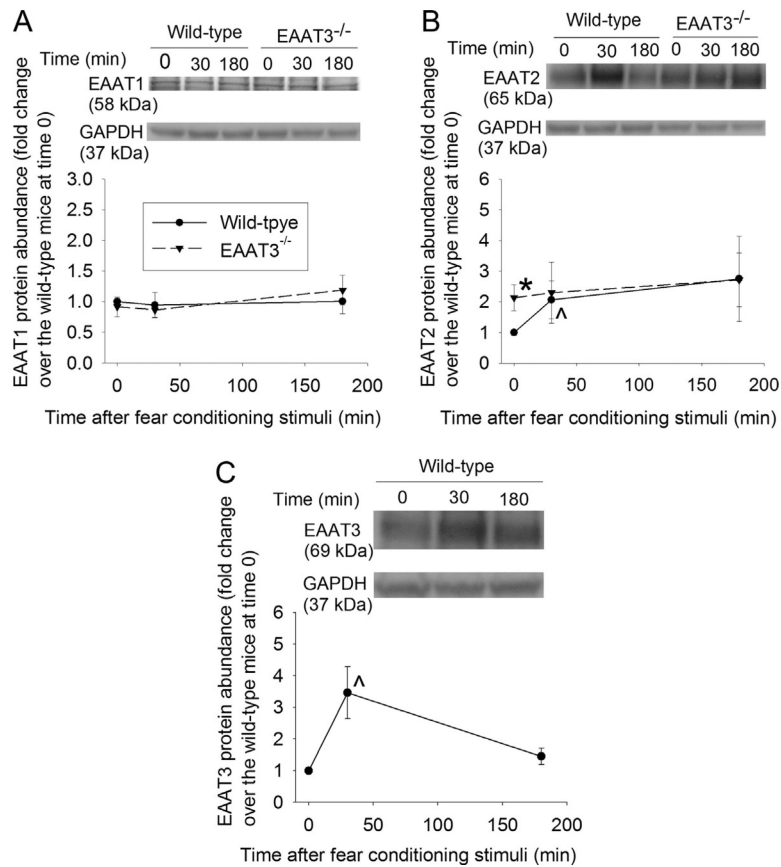 A
Wild-type EAAT3-/-
Time (min) 0 30 180 0 30 180
EAAT1
(58 kDa)
GAPDH
(37 kDa)
EAAT1 protein abundance (fold change
over the wild-type mice at time 0)
3.0
2.5
2.0
1.5
1.0
0.5
0.0
Wild-tpye
EAAT3-/-
0 50 100 150 200
Time after fear conditioning stimuli (min)
B
Wild-type EAAT3-/-
Time (min) 0 30 180 0 30 180
EAAT2
(65 kDa)
GAPDH
(37 kDa)
EAAT2 protein abundance (fold change
over the wild-type mice at time 0)
6
5
4
3
2
1
0
*
^
0 50 100 150 200
Time after fear conditioning stimuli (min)
C
Wild-type
Time (min) 0 30 180
EAAT3
(69 kDa)
GAPDH
(37 kDa)
EAAT3 protein abundance (fold change
over the wild-type mice at time 0)
6
5
4
3
2
1
0
^
0 50 100 150 200
Time after fear conditioning stimuli (min)